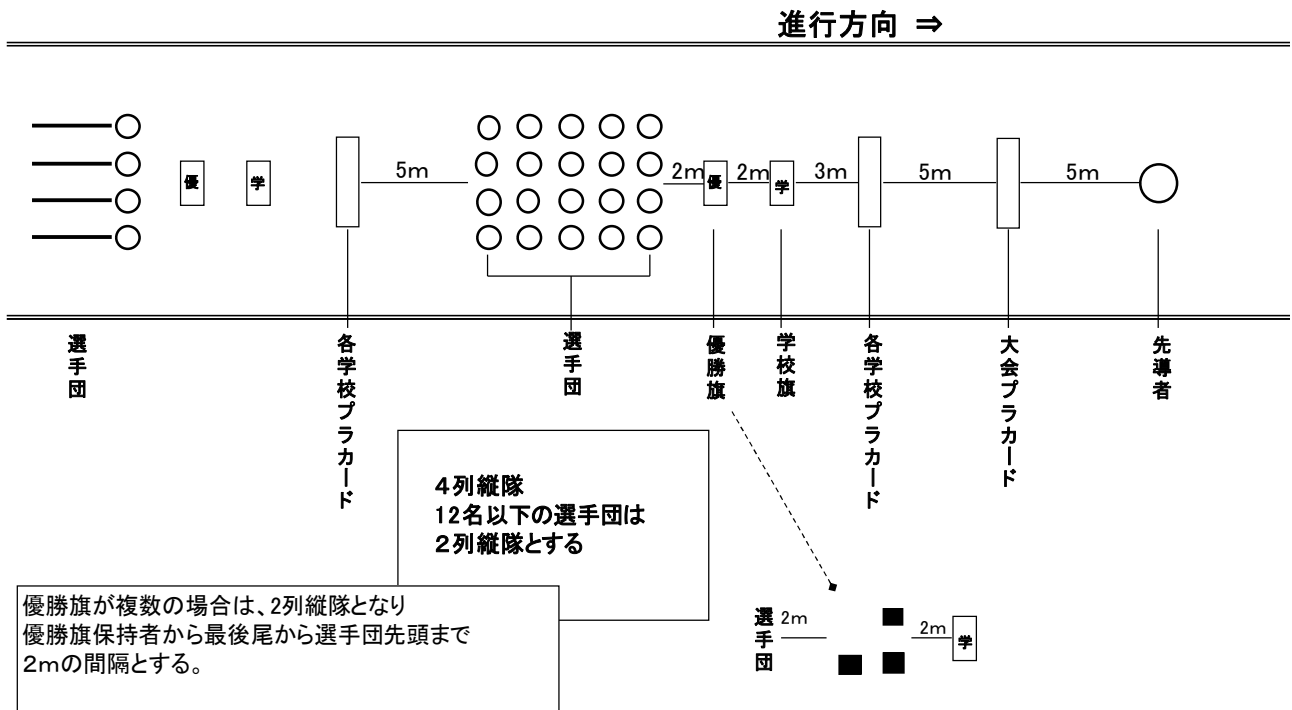 進行方向 ⇒
優
学
5m
2m
優
2m
学
3m
5m
5m
選手団
各学校プラカード
選手団
優勝旗
学校旗
各学校プラカード
大会プラカード
先導者
4列縦隊
12名以下の選手団は
2列縦隊とする
優勝旗が複数の場合は、2列縦隊となり
優勝旗保持者から最後尾から選手団先頭まで
2mの間隔とする。
選手団
2m
2m
学